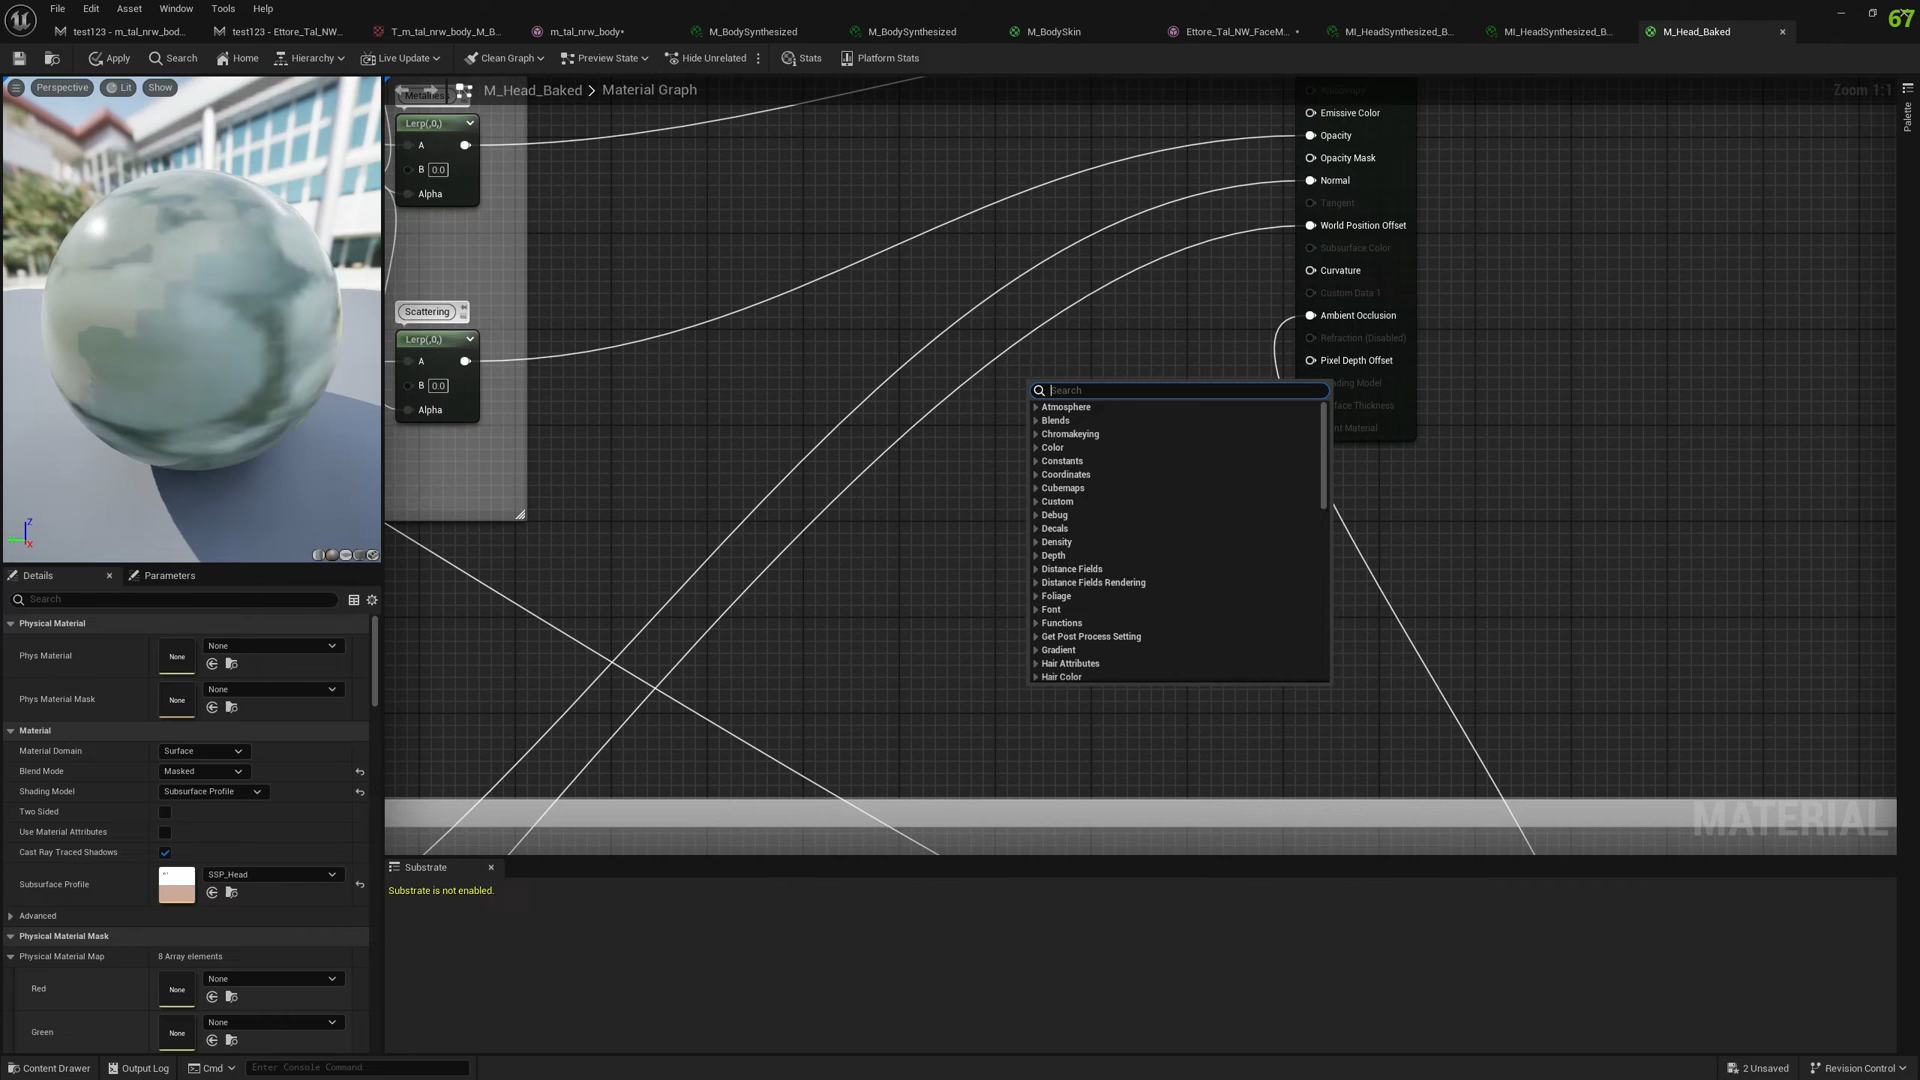 File Edit Asset Window Tools Help
67
test123 - m_tal_nrw_bod... test123 - Ettore_Tal_NW... T_m_tal_nrw_body_M_B... m_tal_nrw_body• M_BodySynthesized M_BodySynthesized M_BodySkin Ettore_Tal_NW_FaceM... • MI_HeadSynthesized_B... MI_HeadSynthesized_B... M_Head_Baked
Apply Search Home Hierarchy Live Update Clean Graph Preview State Hide Unrelated Stats Platform Stats
Perspective Lit Show
M_Head_Baked > Material Graph
Zoom 1:1
Palette
Metalness
Lerp(,0,)
A
B 0.0
Alpha
Scattering
Lerp(,0,)
A
B 0.0
Alpha
Anisotropy
Emissive Color
Opacity
Opacity Mask
Normal
Tangent
World Position Offset
Subsurface Color
Curvature
Custom Data 1
Ambient Occlusion
Refraction (Disabled)
Pixel Depth Offset
ding Model
face Thickness
nt Material
Search
Atmosphere
Blends
Chromakeying
Color
Constants
Coordinates
Cubemaps
Custom
Debug
Decals
Density
Depth
Distance Fields
Distance Fields Rendering
Foliage
Font
Functions
Get Post Process Setting
Gradient
Hair Attributes
Hair Color
MATERIAL
Z
X
Details Parameters
Search
Physical Material
Phys Material None None
Phys Material Mask None None
Material
Material Domain Surface
Blend Mode Masked
Shading Model Subsurface Profile
Two Sided
Use Material Attributes
Cast Ray Traced Shadows
Subsurface Profile SSP_Head
Advanced
Physical Material Mask
Physical Material Map 8 Array elements
Red None None
Green None None
Substrate
Substrate is not enabled.
Content Drawer Output Log Cmd Enter Console Command
2 Unsaved Revision Control